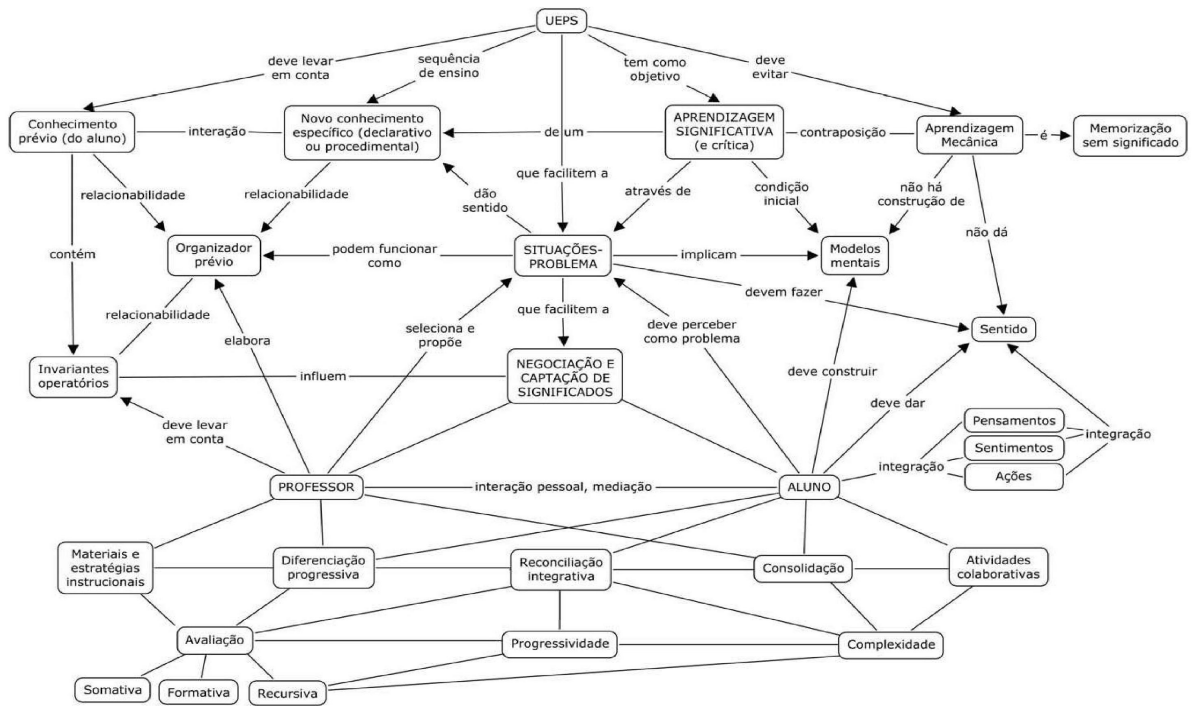 UEPS
deve levar
em conta
sequência
de ensino
tem como
objetivo
deve
evitar
Conhecimento
prévio (do aluno)
interação
Novo conhecimento
específico (declarativo
ou procedimental)
de um
APRENDIZAGEM
SIGNIFICATIVA
(e crítica)
contraposição
Aprendizagem
Mecânica
é
Memorização
sem significado
que facilitem a
relacionabilidade
relacionabilidade
dão
sentido
através de
condição
inicial
não há
construção de
não dá
contém
Organizador
prévio
podem funcionar
como
SITUAÇÕES-
PROBLEMA
implicam
Modelos
mentais
devem fazer
relacionabilidade
elabora
seleciona e
propõe
que facilitem a
deve perceber
como problema
Sentido
Invariantes
operatórios
influem
NEGOCIAÇÃO E
CAPTAÇÃO DE
SIGNIFICADOS
deve construir
deve dar
deve levar
em conta
Pensamentos
Sentimentos
Ações
integração
integração
PROFESSOR
interação pessoal, mediação
ALUNO
Materiais e
estratégias
instrucionais
Diferenciação
progressiva
Reconciliação
integrativa
Consolidação
Atividades
colaborativas
Avaliação
Progressividade
Complexidade
Somativa
Formativa
Recursiva